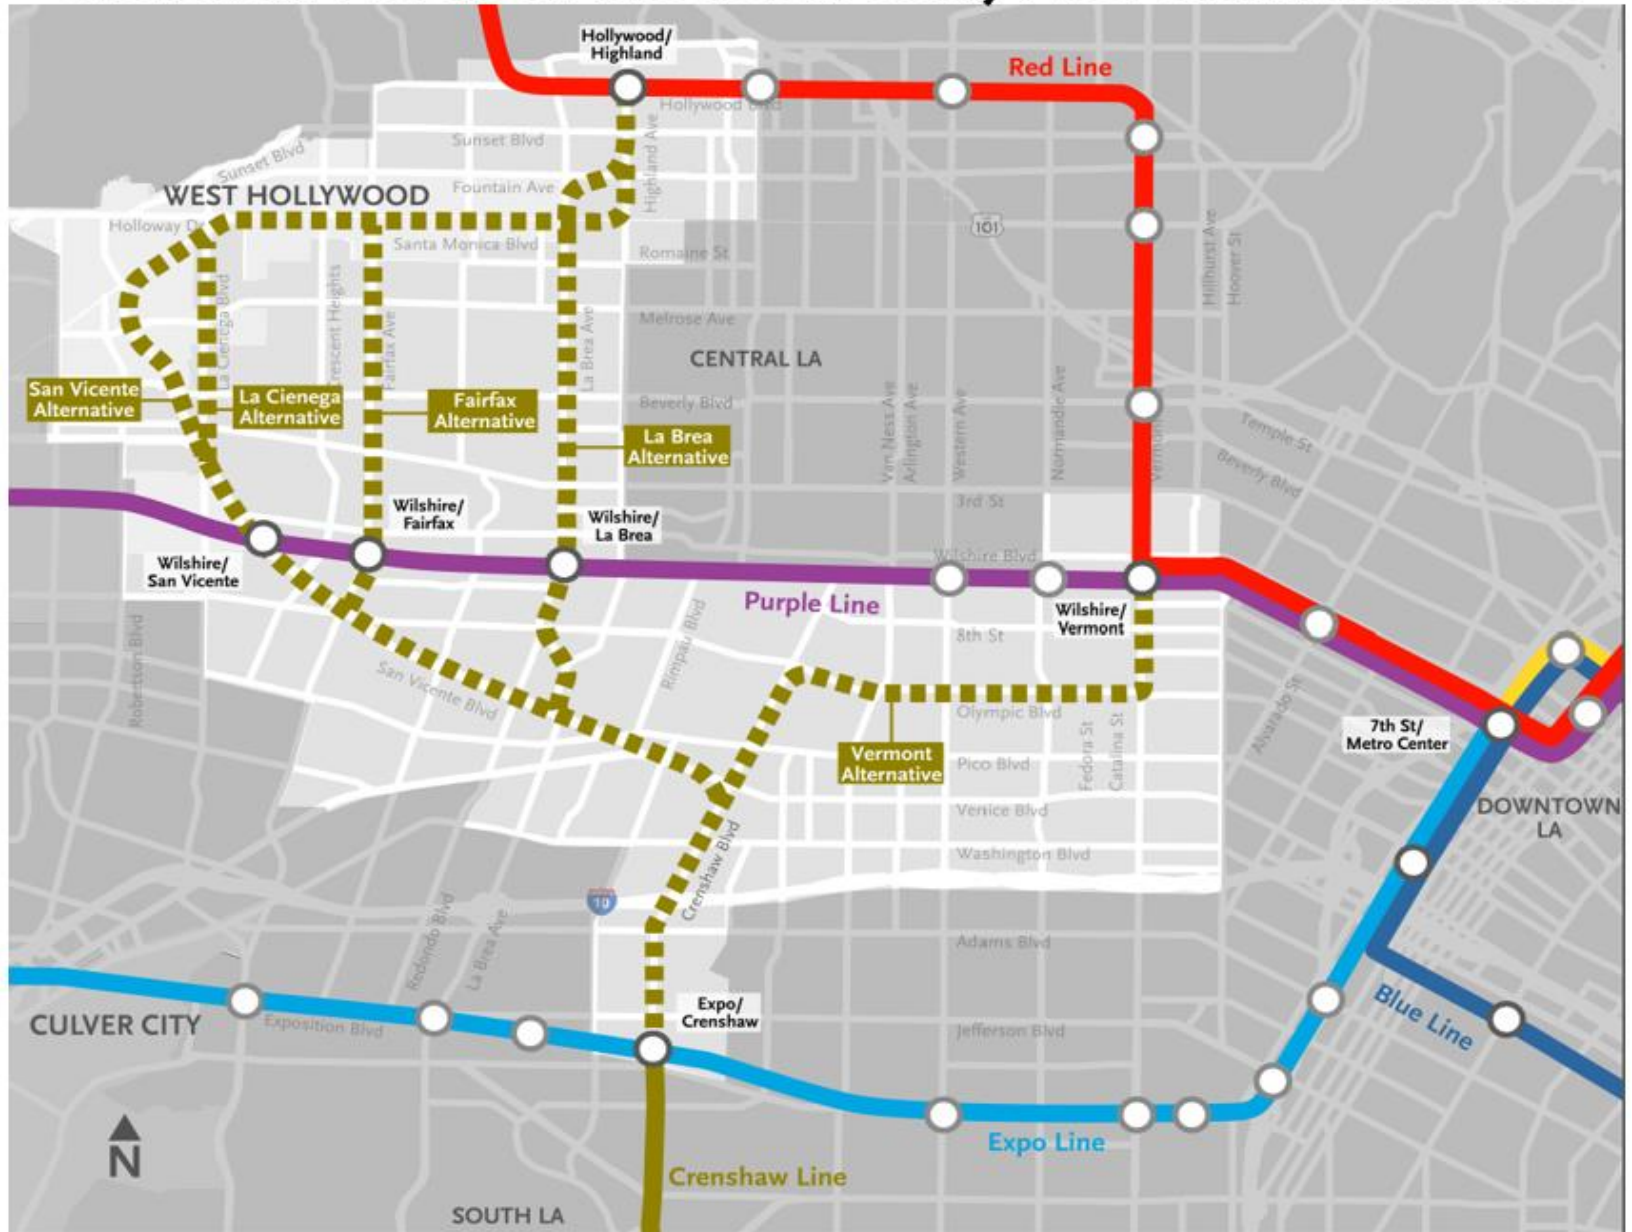 Hollywood/
Highland
Red Line
Hollywood Blvd
Sunset Blvd
Sunset Blvd
Highland Ave
Fountain Ave
WEST HOLLYWOOD
Holloway Dr
Santa Monica Blvd
Romaine St
101
Hillhurst Ave
Hoover St
La Cienega Blvd
Crescent Heights
Fairfax Ave
La Brea Ave
Melrose Ave
CENTRAL LA
San Vicente
Alternative
La Cienega
Alternative
Fairfax
Alternative
La Brea
Alternative
Beverly Blvd
Van Ness Ave
Arlington Ave
Western Ave
Normandie Ave
Vermont
Temple St
Beverly Blvd
3rd St
Wilshire/
Fairfax
Wilshire/
La Brea
Wilshire Blvd
Wilshire/
San Vicente
Purple Line
Wilshire/
Vermont
8th St
Robertson Blvd
San Vicente Blvd
Rimpau Blvd
Olympic Blvd
Fedora St
Catalina St
Alvarado St
7th St/
Metro Center
Vermont
Alternative
Pico Blvd
Venice Blvd
DOWNTOWN
LA
Crenshaw Blvd
Washington Blvd
10
Redondo Blvd
La Brea Ave
Adams Blvd
Expo/
Crenshaw
CULVER CITY
Exposition Blvd
Jefferson Blvd
Blue Line
N
Expo Line
Crenshaw Line
SOUTH LA